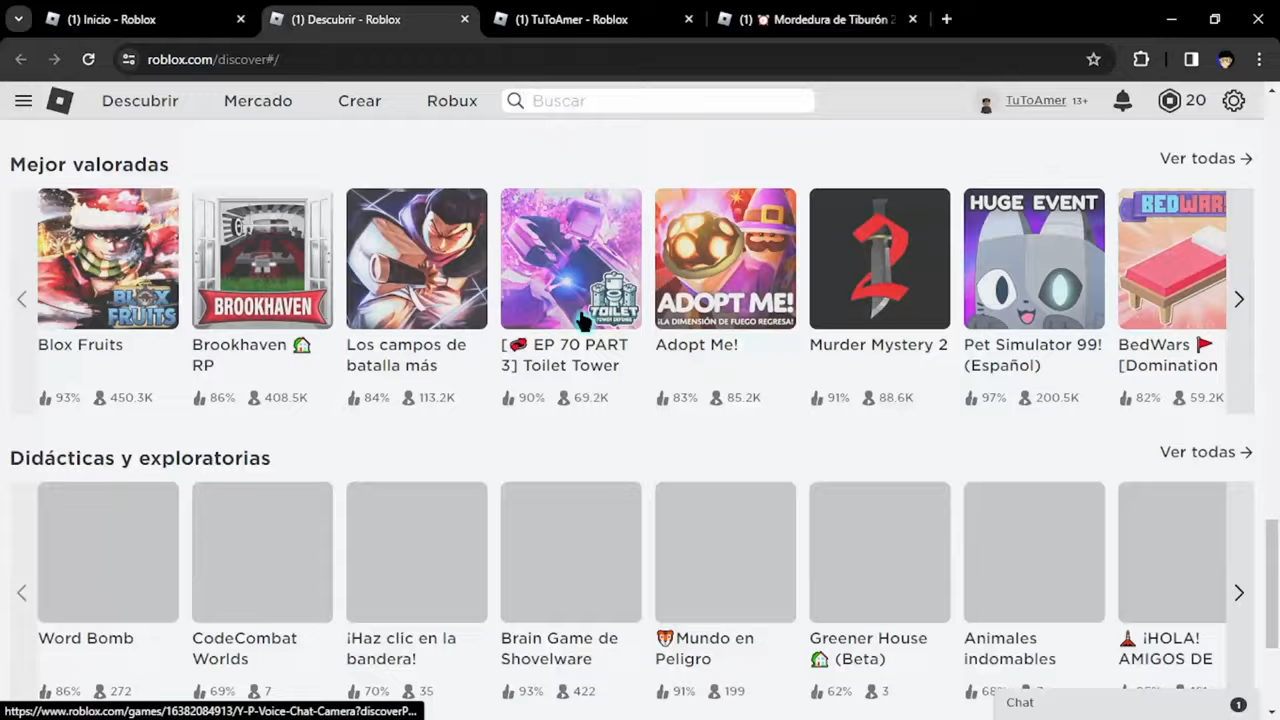 (1) Inicio - Roblox
(1) Descubrir - Roblox
(1) TuToAmer - Roblox
(1) ⏰ Mordedura de Tiburón 2
roblox.com/discover#/
Descubrir
Mercado
Crear
Robux
Buscar
TuToAmer 13+
20
Mejor valoradas
Ver todas →
BLOX FRUITS
BROOKHAVEN
TOILET TOWER DEFENSE
ADOPT ME!
¡LA DIMENSIÓN DE FUEGO REGRESA!
2
HUGE EVENT
BEDWAR
Blox Fruits
93% 450.3K
Brookhaven 🏡
RP
86% 408.5K
Los campos de
batalla más
84% 113.2K
[ EP 70 PART
3] Toilet Tower
90% 69.2K
Adopt Me!
83% 85.2K
Murder Mystery 2
91% 88.6K
Pet Simulator 99!
(Español)
97% 200.5K
BedWars 🚩
[Domination
82% 59.2K
Didácticas y exploratorias
Ver todas →
Word Bomb
86% 272
CodeCombat
Worlds
69% 7
¡Haz clic en la
bandera!
70% 35
Brain Game de
Shovelware
93% 422
🐯Mundo en
Peligro
91% 199
Greener House
🏡 (Beta)
62% 3
Animales
indomables
¡HOLA!
AMIGOS DE
Chat
1
https://www.roblox.com/games/16382084913/Y-P-Voice-Chat-Camera?discoverP...